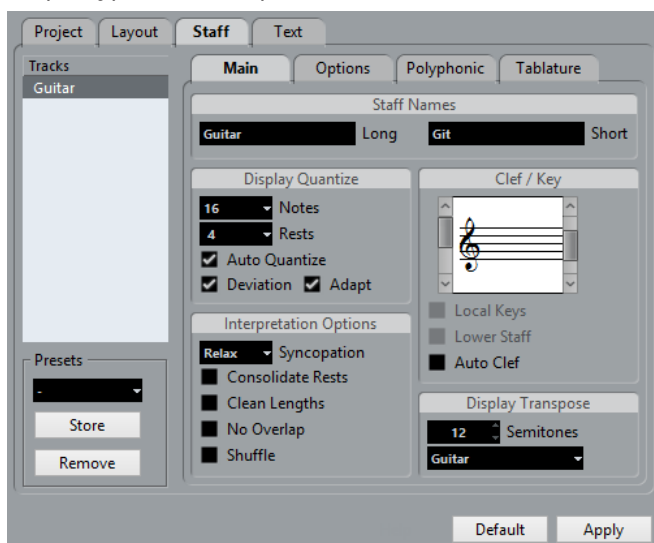 Project Layout Staff Text
Tracks
Guitar
Main Options Polyphonic Tablature
Staff Names
Guitar Long Git Short
Display Quantize
16 Notes
4 Rests
Auto Quantize
Deviation Adapt
Clef / Key
Local Keys
Lower Staff
Auto Clef
Interpretation Options
Relax Syncopation
Consolidate Rests
Clean Lengths
No Overlap
Shuffle
Display Transpose
12 Semitones
Guitar
Presets
-
Store
Remove
Default Apply